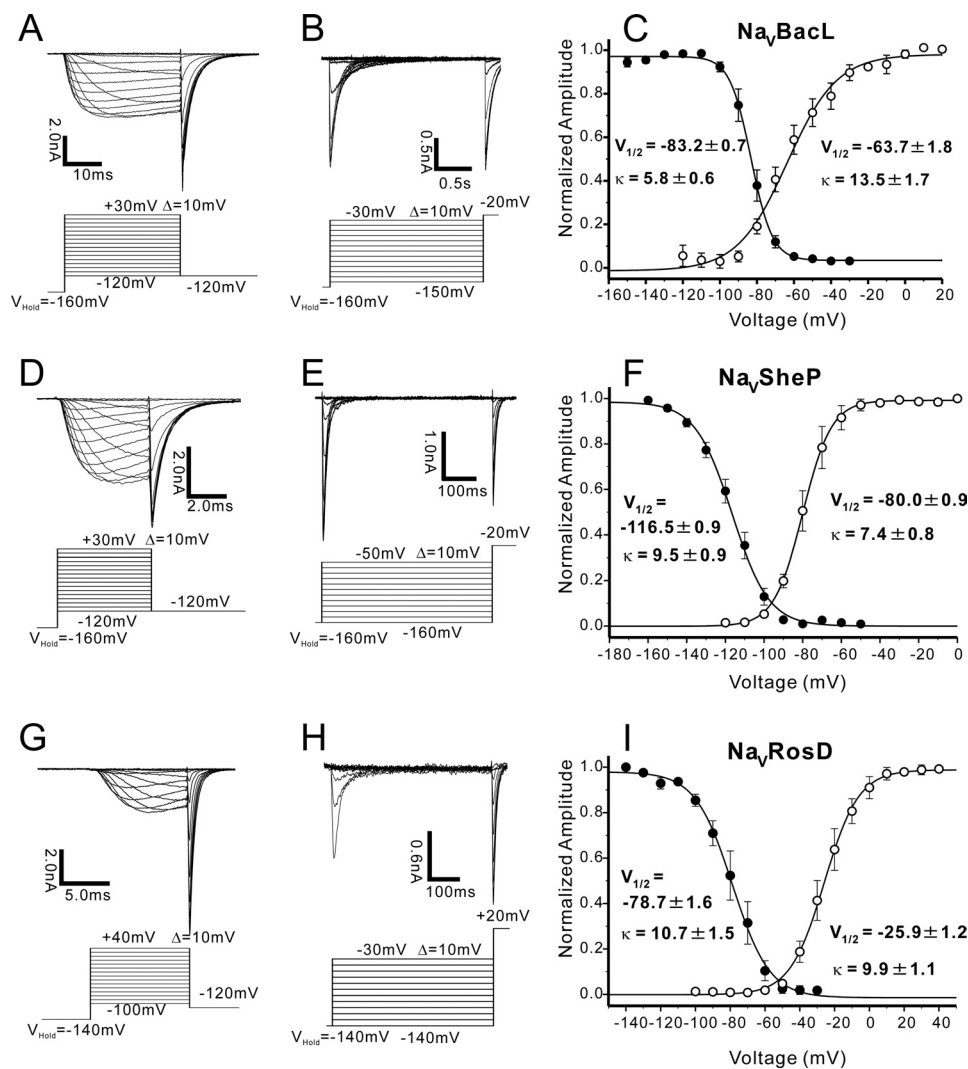 A
2.0nA
10ms
+30mV Δ=10mV
-120mV
-120mV
VHold=-160mV
B
0.5nA
0.5s
-20mV
-30mV Δ=10mV
-150mV
VHold=-160mV
C
NaVBacL
Normalized Amplitude
1.0
0.8
0.6
0.4
0.2
0.0
V1/2 = -83.2±0.7
κ = 5.8±0.6
V1/2 = -63.7±1.8
κ = 13.5±1.7
-160 -140 -120 -100 -80 -60 -40 -20 0 20
Voltage (mV)
D
2.0nA
2.0ms
+30mV Δ=10mV
-120mV
-120mV
VHold=-160mV
E
1.0nA
100ms
-20mV
-50mV Δ=10mV
VHold=-160mV
-160mV
F
NaVSheP
Normalized Amplitude
1.0
0.8
0.6
0.4
0.2
0.0
V1/2 =
-116.5±0.9
κ = 9.5±0.9
V1/2 = -80.0±0.9
κ = 7.4±0.8
-180 -160 -140 -120 -100 -80 -60 -40 -20 0
Voltage (mV)
G
2.0nA
5.0ms
+40mV Δ=10mV
-100mV
-120mV
VHold=-140mV
H
0.6nA
100ms
+20mV
-30mV Δ=10mV
VHold=-140mV
-140mV
I
NaVRosD
Normalized Amplitude
1.0
0.8
0.6
0.4
0.2
0.0
V1/2 =
-78.7±1.6
κ = 10.7±1.5
V1/2 = -25.9±1.2
κ = 9.9±1.1
-140 -120 -100 -80 -60 -40 -20 0 20 40
Voltage (mV)